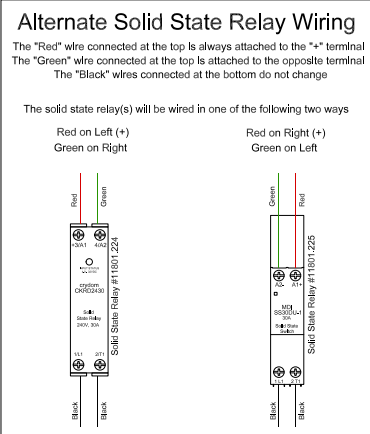 Alternate Solid State Relay Wiring
The "Red" wire connected at the top is always attached to the "+" terminal
The "Green" wire connected at the top is attached to the opposite terminal
The "Black" wires connected at the bottom do not change
The solid state relay(s) will be wired in one of the following two ways
Red on Left (+)
Green on Right
Red
Green
+3/A1 4/A2
crydom
CKRD2430
Solid
State Relay
240V, 30A
1/L1 2/T1
Black
Black
Solid State Relay #11801.224
Red on Right (+)
Green on Left
Green
Red
A2- A1+
MDJ
SS30DU-1
30A
Solid State
Switch
1 L1 2 T1
Black
Black
Solid State Relay #11801.225